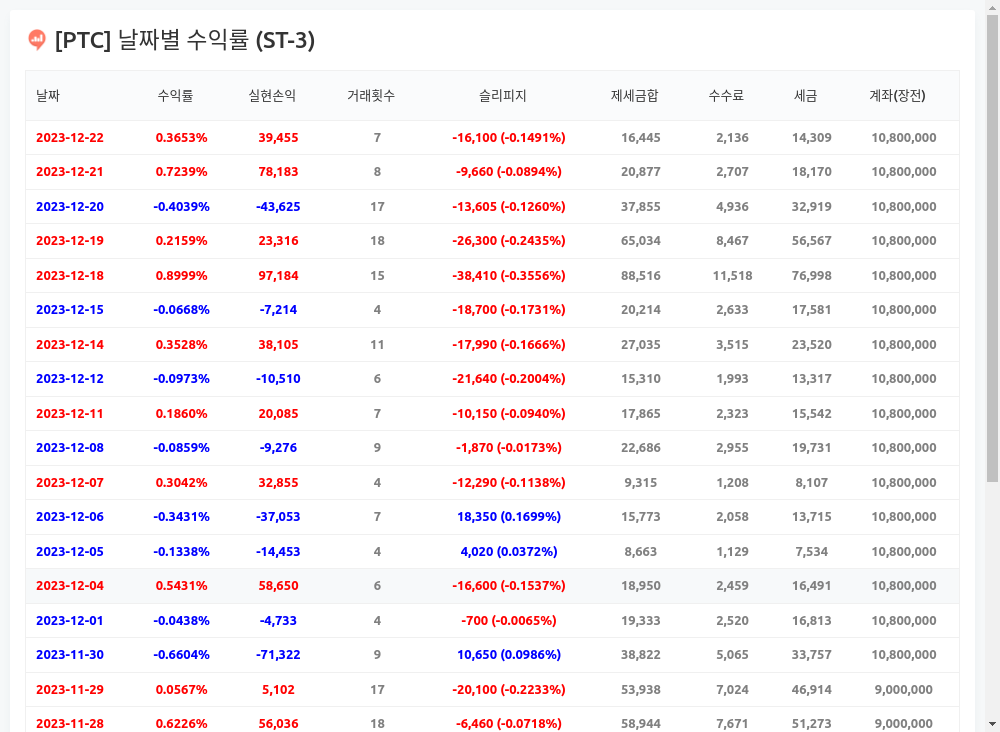 [PTC] 날짜별 수익률 (ST-3)
날짜 수익률 실현손익 거래횟수 슬리피지 제세금합 수수료 세금 계좌(장전)
2023-12-22 0.3653% 39,455 7 -16,100 (-0.1491%) 16,445 2,136 14,309 10,800,000
2023-12-21 0.7239% 78,183 8 -9,660 (-0.0894%) 20,877 2,707 18,170 10,800,000
2023-12-20 -0.4039% -43,625 17 -13,605 (-0.1260%) 37,855 4,936 32,919 10,800,000
2023-12-19 0.2159% 23,316 18 -26,300 (-0.2435%) 65,034 8,467 56,567 10,800,000
2023-12-18 0.8999% 97,184 15 -38,410 (-0.3556%) 88,516 11,518 76,998 10,800,000
2023-12-15 -0.0668% -7,214 4 -18,700 (-0.1731%) 20,214 2,633 17,581 10,800,000
2023-12-14 0.3528% 38,105 11 -17,990 (-0.1666%) 27,035 3,515 23,520 10,800,000
2023-12-12 -0.0973% -10,510 6 -21,640 (-0.2004%) 15,310 1,993 13,317 10,800,000
2023-12-11 0.1860% 20,085 7 -10,150 (-0.0940%) 17,865 2,323 15,542 10,800,000
2023-12-08 -0.0859% -9,276 9 -1,870 (-0.0173%) 22,686 2,955 19,731 10,800,000
2023-12-07 0.3042% 32,855 4 -12,290 (-0.1138%) 9,315 1,208 8,107 10,800,000
2023-12-06 -0.3431% -37,053 7 18,350 (0.1699%) 15,773 2,058 13,715 10,800,000
2023-12-05 -0.1338% -14,453 4 4,020 (0.0372%) 8,663 1,129 7,534 10,800,000
2023-12-04 0.5431% 58,650 6 -16,600 (-0.1537%) 18,950 2,459 16,491 10,800,000
2023-12-01 -0.0438% -4,733 4 -700 (-0.0065%) 19,333 2,520 16,813 10,800,000
2023-11-30 -0.6604% -71,322 9 10,650 (0.0986%) 38,822 5,065 33,757 10,800,000
2023-11-29 0.0567% 5,102 17 -20,100 (-0.2233%) 53,938 7,024 46,914 9,000,000
2023-11-28 0.6226% 56,036 18 -6,460 (-0.0718%) 58,944 7,671 51,273 9,000,000